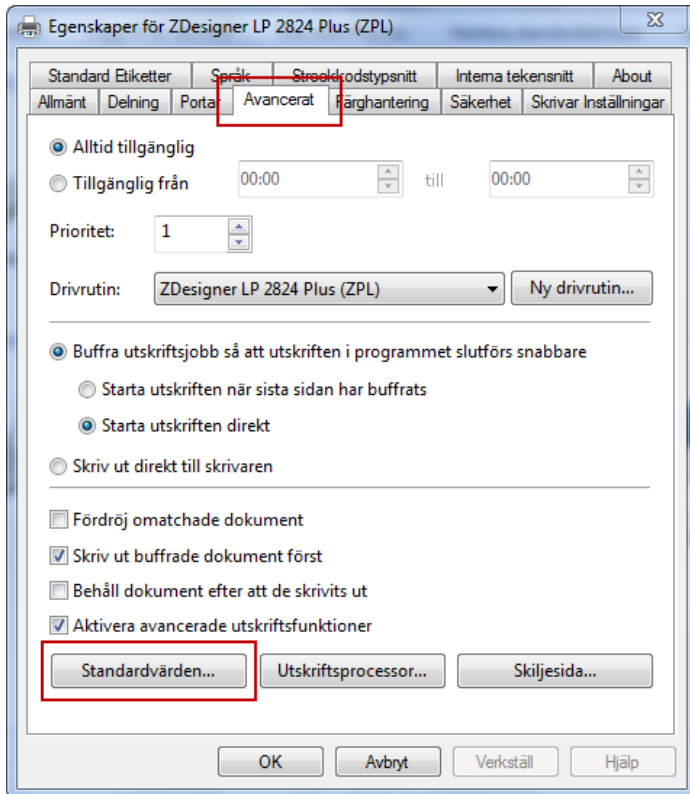 Egenskaper för ZDesigner LP 2824 Plus (ZPL)
Standard Etiketter Språk Streckkodstypsnitt Interna tekensnitt About
Allmänt Delning Portar Avancerat Färghantering Säkerhet Skrivar Inställningar
Alltid tillgänglig
Tillgänglig från 00:00 till 00:00
Prioritet: 1
Drivrutin: ZDesigner LP 2824 Plus (ZPL) Ny drivrutin...
Buffra utskriftsjobb så att utskriften i programmet slutförs snabbare
Starta utskriften när sista sidan har buffrats
Starta utskriften direkt
Skriv ut direkt till skrivaren
Fördröj omatchade dokument
Skriv ut buffrade dokument först
Behåll dokument efter att de skrivits ut
Aktivera avancerade utskriftsfunktioner
Standardvärden... Utskriftsprocessor... Skiljesida...
OK Avbryt Verkställ Hjälp